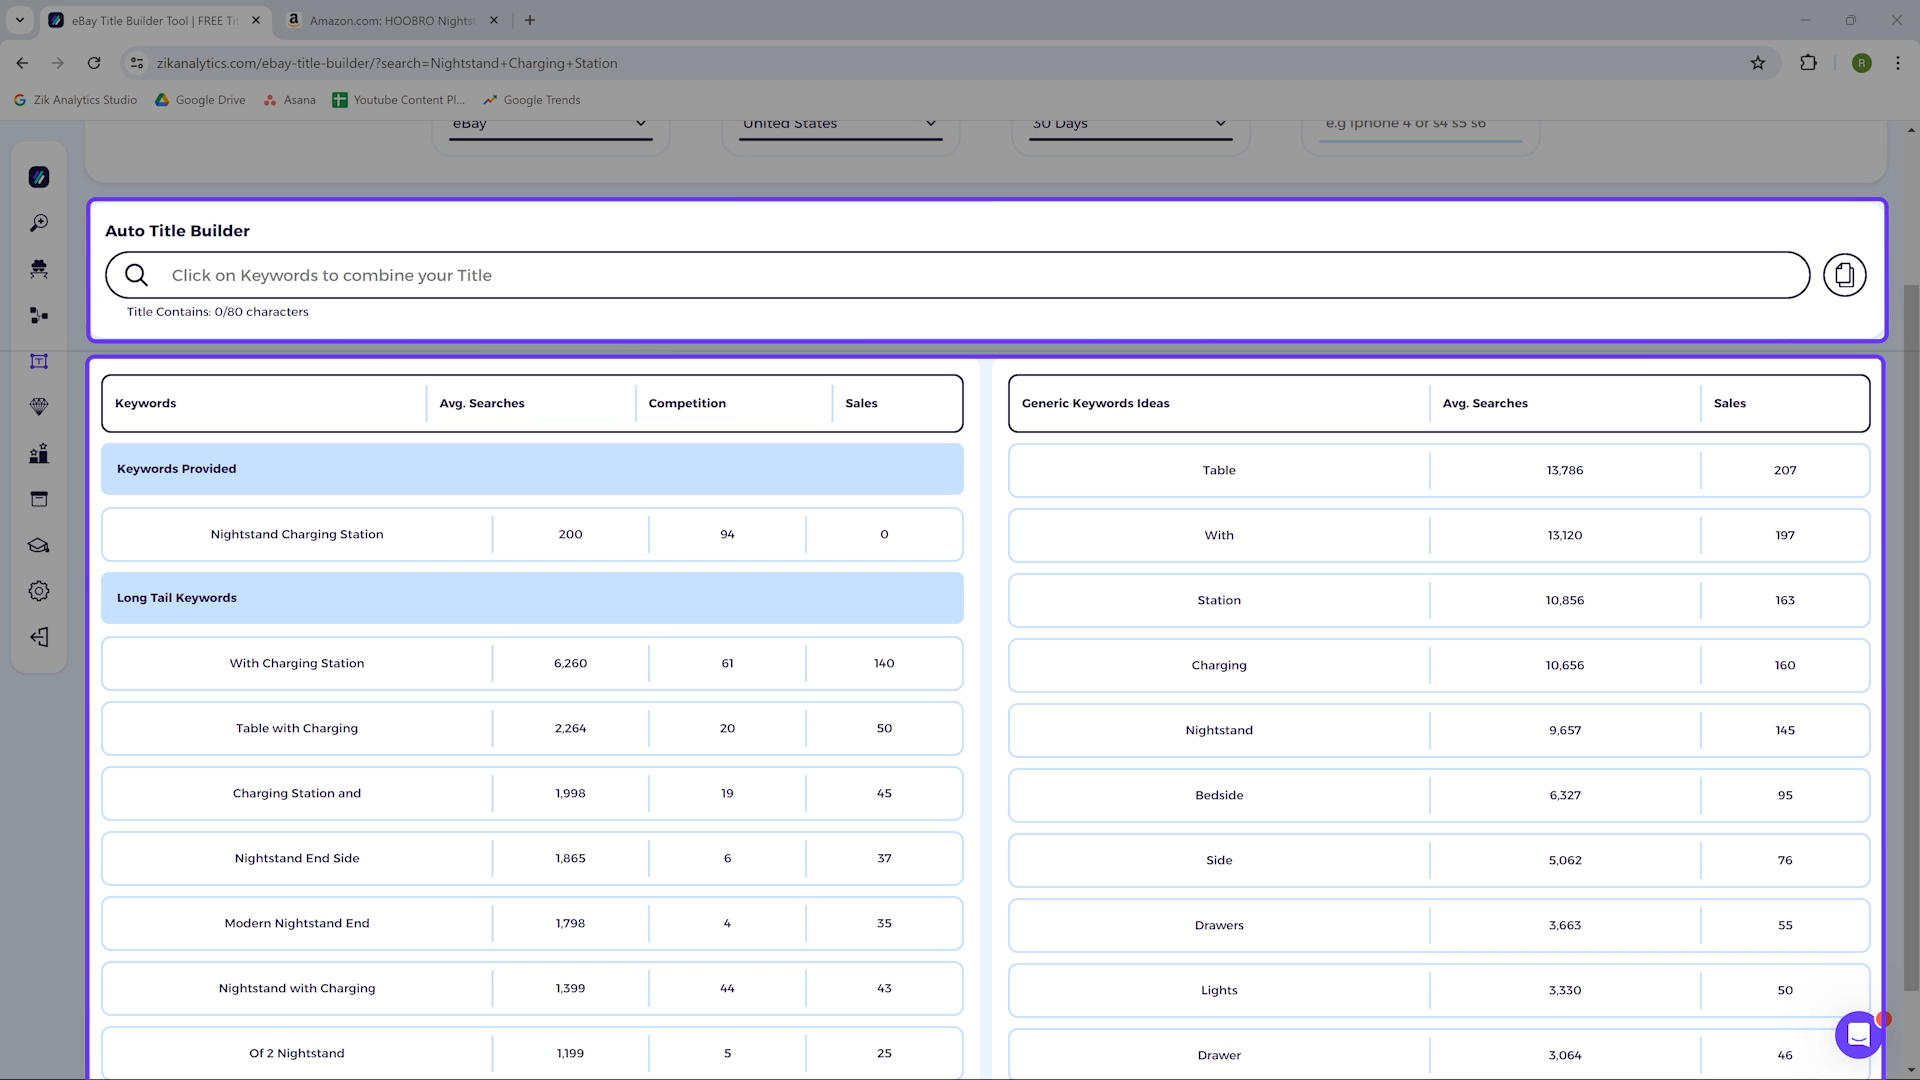 eBay Title Builder Tool | FREE Ti
Amazon.com: HOOBRO Nights
zikanalytics.com/ebay-title-builder/?search=Nightstand+Charging+Station
R
Zik Analytics Studio
Google Drive
Asana
Youtube Content Pl...
Google Trends
eBay
United States
30 Days
e.g iphone 4 or s4 s5 s6
Auto Title Builder
Click on Keywords to combine your Title
Title Contains: 0/80 characters
Keywords Avg. Searches Competition Sales
Keywords Provided
Nightstand Charging Station 200 94 0
Long Tail Keywords
With Charging Station 6,260 61 140
Table with Charging 2,264 20 50
Charging Station and 1,998 19 45
Nightstand End Side 1,865 6 37
Modern Nightstand End 1,798 4 35
Nightstand with Charging 1,399 44 43
Of 2 Nightstand 1,199 5 25
Generic Keywords Ideas Avg. Searches Sales
Table 13,786 207
With 13,120 197
Station 10,856 163
Charging 10,656 160
Nightstand 9,657 145
Bedside 6,327 95
Side 5,062 76
Drawers 3,663 55
Lights 3,330 50
Drawer 3,064 46